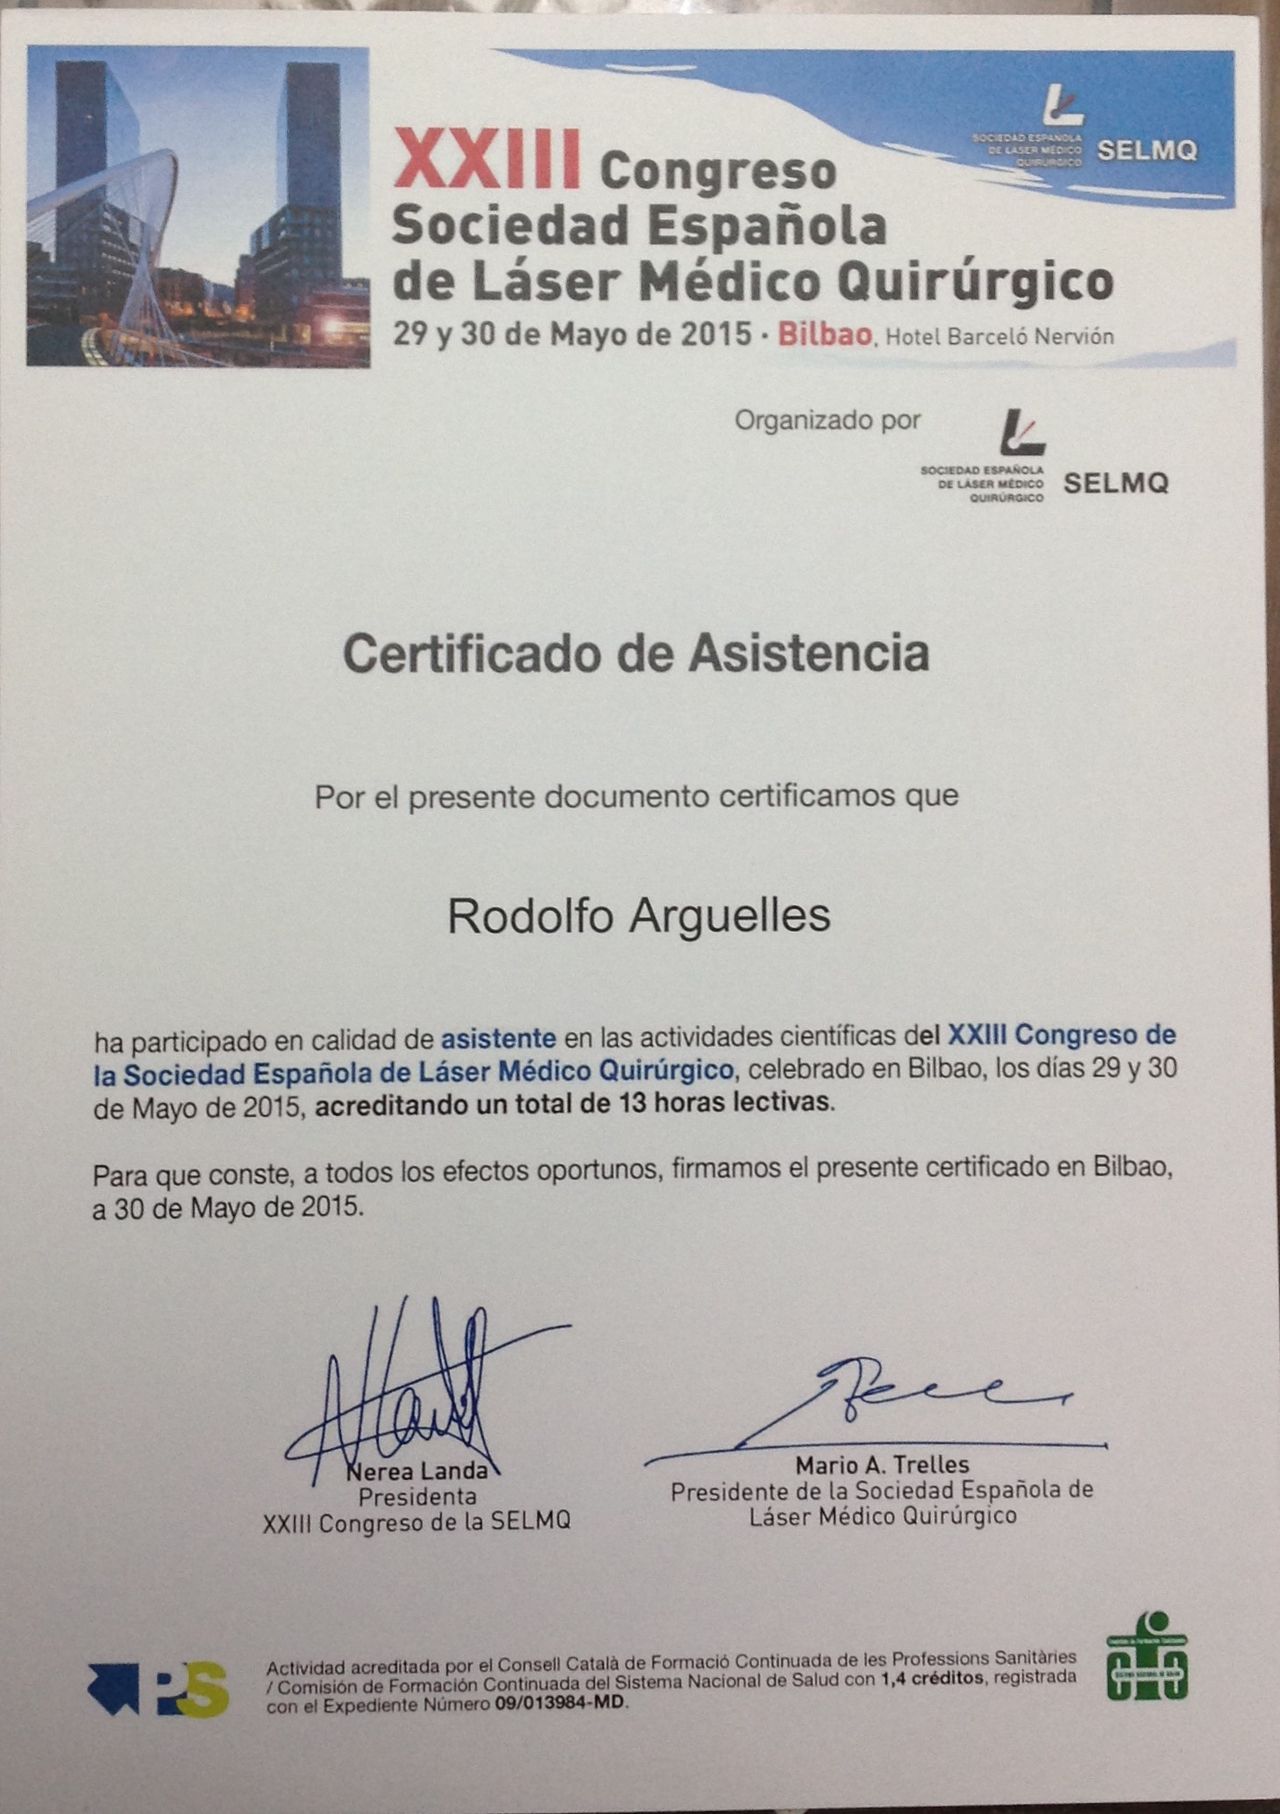 SOCIEDAD ESPAÑOLA
DE LASER MEDICO
QUIRURGICO
SELMQ
XXIII Congreso
Sociedad Española
de Láser Médico Quirúrgico
29 y 30 de Mayo de 2015 · Bilbao, Hotel Barceló Nervión
Organizado por
SOCIEDAD ESPAÑOLA
DE LÁSER MÉDICO
QUIRÚRGICO
SELMQ
Certificado de Asistencia
Por el presente documento certificamos que
Rodolfo Arguelles
ha participado en calidad de asistente en las actividades científicas del XXIII Congreso de
la Sociedad Española de Láser Médico Quirúrgico, celebrado en Bilbao, los días 29 y 30
de Mayo de 2015, acreditando un total de 13 horas lectivas.
Para que conste, a todos los efectos oportunos, firmamos el presente certificado en Bilbao,
a 30 de Mayo de 2015.
Nerea Landa
Presidenta
XXIII Congreso de la SELMQ
Mario A. Trelles
Presidente de la Sociedad Española de
Láser Médico Quirúrgico
PS
Actividad acreditada por el Consell Català de Formació Continuada de les Professions Sanitàries
/ Comisión de Formación Continuada del Sistema Nacional de Salud con 1,4 créditos, registrada
con el Expediente Número 09/013984-MD.